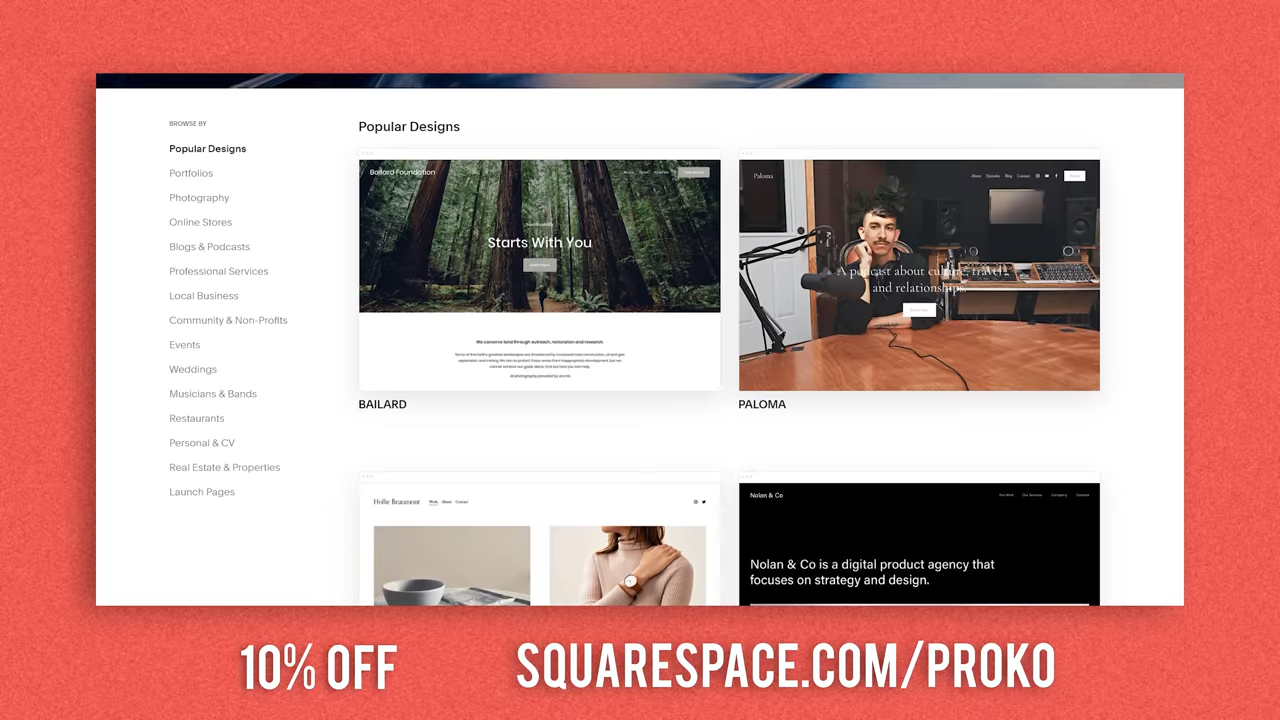 BROWSE BY
Popular Designs
Portfolios
Photography
Online Stores
Blogs & Podcasts
Professional Services
Local Business
Community & Non-Profits
Events
Weddings
Musicians & Bands
Restaurants
Personal & CV
Real Estate & Properties
Launch Pages
Popular Designs
Bailard Foundation
Starts With You
We conserve land through outreach, restoration and research.
BAILARD
Paloma
About Episodes Blog Contact
A podcast about culture, travel
and relationships.
PALOMA
Hollie Beaumont Work About Contact
Nolan & Co
Our Work Our Services Company Contact
Nolan & Co is a digital product agency that
focuses on strategy and design.
10% OFF
SQUARESPACE.COM/PROKO